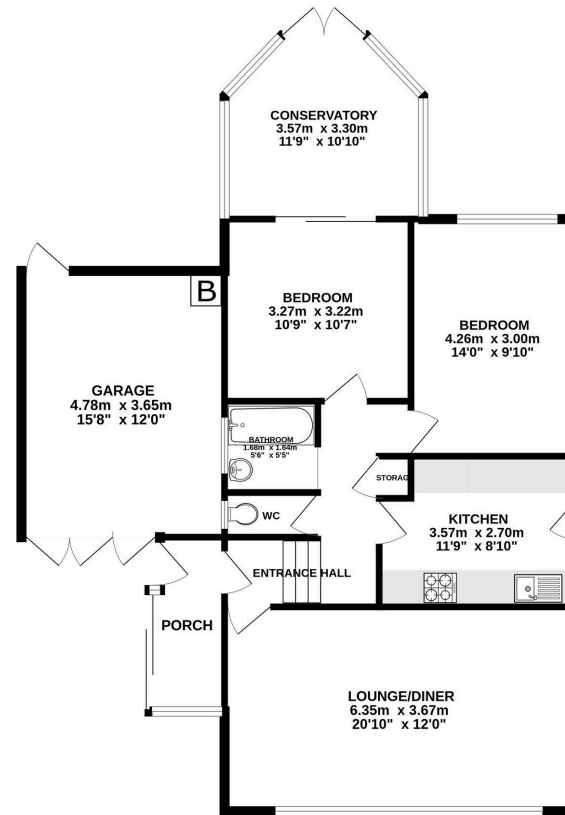 CONSERVATORY
3.57m x 3.30m
11'9" x 10'10"
B
BEDROOM
3.27m x 3.22m
10'9" x 10'7"
BEDROOM
4.26m x 3.00m
14'0" x 9'10"
GARAGE
4.78m x 3.65m
15'8" x 12'0"
BATHROOM
1.68m x 1.64m
5'6" x 5'5"
STORAG
WC
KITCHEN
3.57m x 2.70m
11'9" x 8'10"
ENTRANCE HALL
PORCH
LOUNGE/DINER
6.35m x 3.67m
20'10" x 12'0"